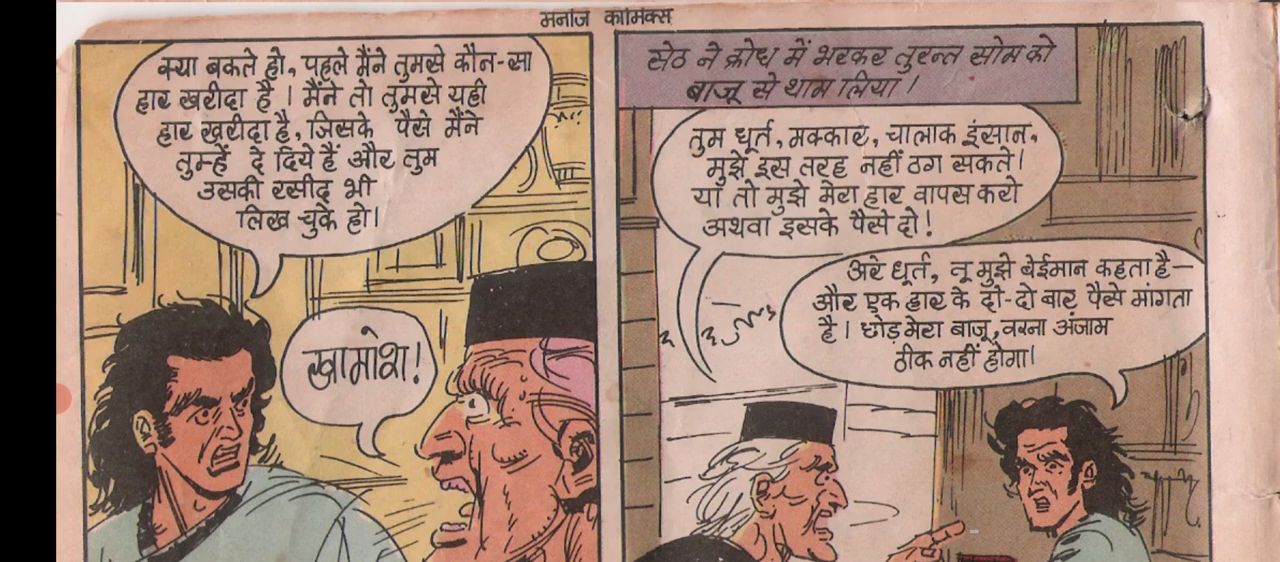 मनोज कॉमिक्स
क्या बकते हो, पहले मैंने तुमसे कौन-सा
हार खरीदा है। मैंने तो तुमसे यही
हार खरीदा है, जिसके पैसे मैंने
तुम्हें दे दिये हैं और तुम
उसकी रसीद भी
लिख चुके हो।
खामोश!
सेठ ने क्रोध में भरकर तुरन्त सोम को
बाजू से थाम लिया।
तुम धूर्त, मक्कार, चालाक इंसान,
मुझे इस तरह नहीं ठग सकते।
या तो मुझे मेरा हार वापस करो
अथवा इसके पैसे दो!
अरे धूर्त, तू मुझे बेईमान कहता है—
और एक हार के दो-दो बार पैसे मांगता
है। छोड़ मेरा बाजू, वरना अंजाम
ठीक नहीं होगा।